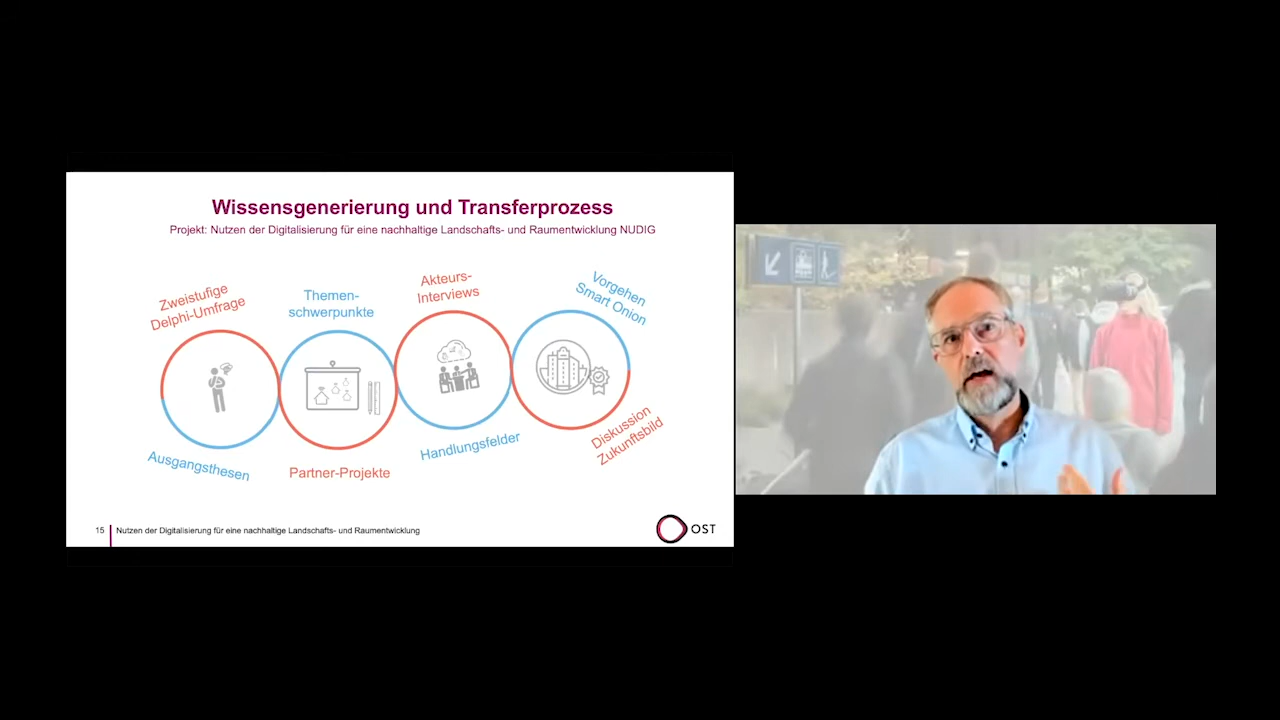 Wissensgenerierung und Transferprozess
Projekt: Nutzen der Digitalisierung für eine nachhaltige Landschafts- und Raumentwicklung NUDIG
Zweistufige
Delphi-Umfrage
Themen-
schwerpunkte
Akteurs-
Interviews
Vorgehen
Smart Onion
Ausgangsthesen
Partner-Projekte
Handlungsfelder
Diskussion
Zukunftsbild
15 Nutzen der Digitalisierung für eine nachhaltige Landschafts- und Raumentwicklung
OST